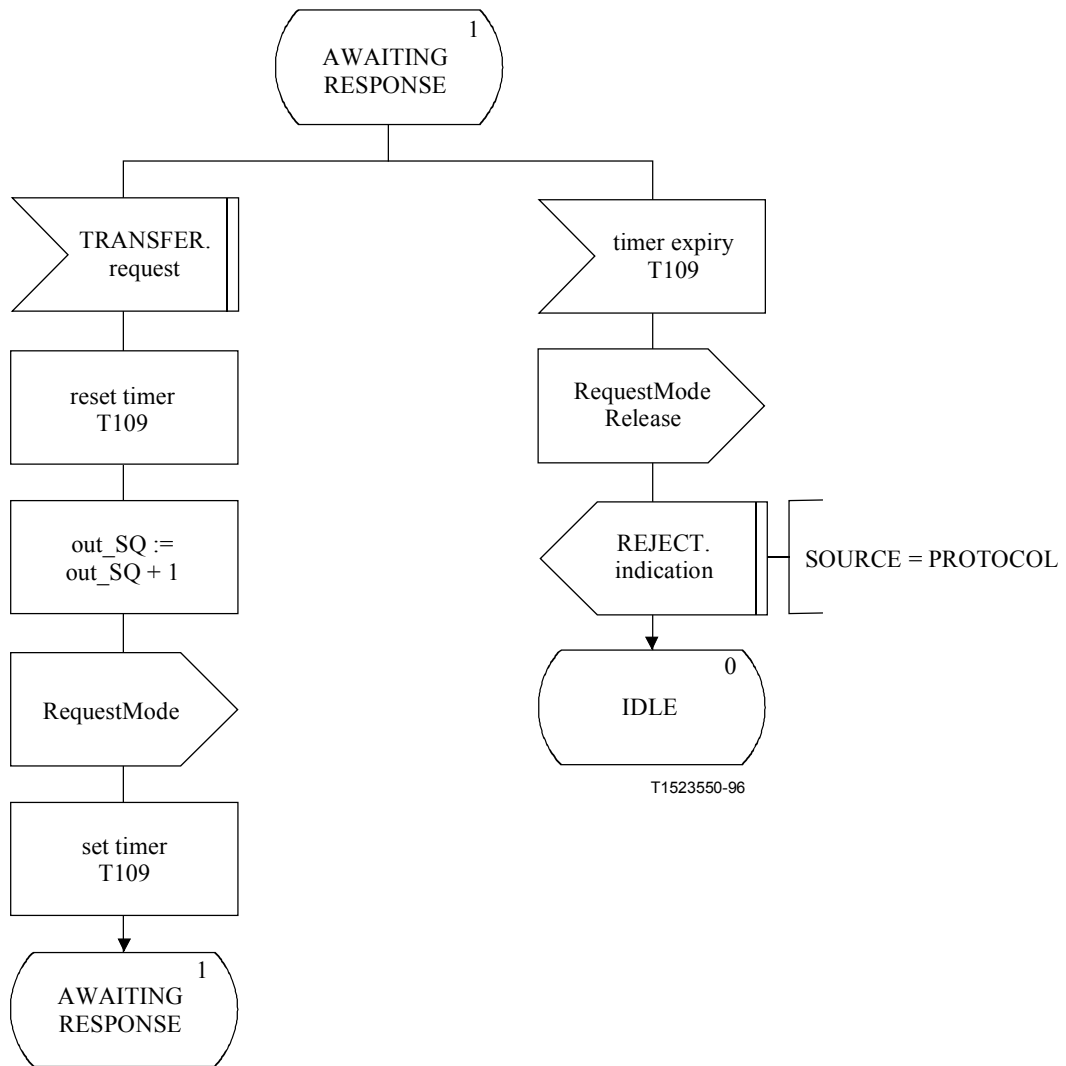 1
AWAITING
RESPONSE
TRANSFER.
request
reset timer
T109
out_SQ :=
out_SQ + 1
RequestMode
set timer
T109
1
AWAITING
RESPONSE
timer expiry
T109
RequestMode
Release
REJECT.
indication
SOURCE = PROTOCOL
0
IDLE
T1523550-96